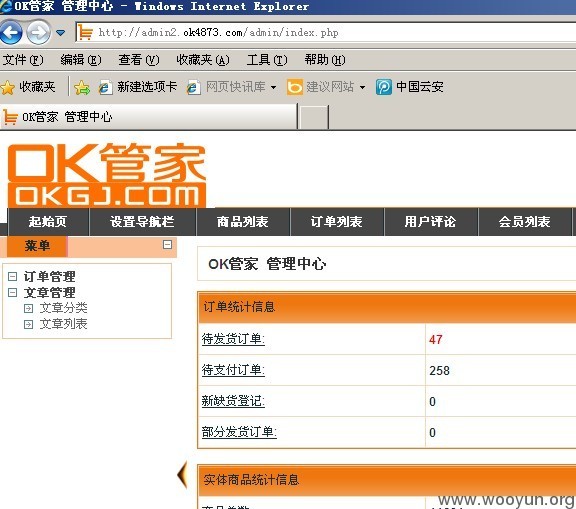 OK管家 管理中心 - Windows Internet Explorer
http://admin2.ok4873.com/admin/index.php
文件(F) 编辑(E) 查看(V) 收藏夹(A) 工具(T) 帮助(H)
收藏夹 新建选项卡 网页快讯库 建议网站 中国云安
OK管家 管理中心
OK管家
OKGJ.COM
起始页 设置导航栏 商品列表 订单列表 用户评论 会员列表
菜单
订单管理
文章管理
文章分类
文章列表
OK管家 管理中心
订单统计信息
待发货订单: 47
待支付订单: 258
新缺货登记: 0
部分发货订单: 0
实体商品统计信息
www.wooyun.org